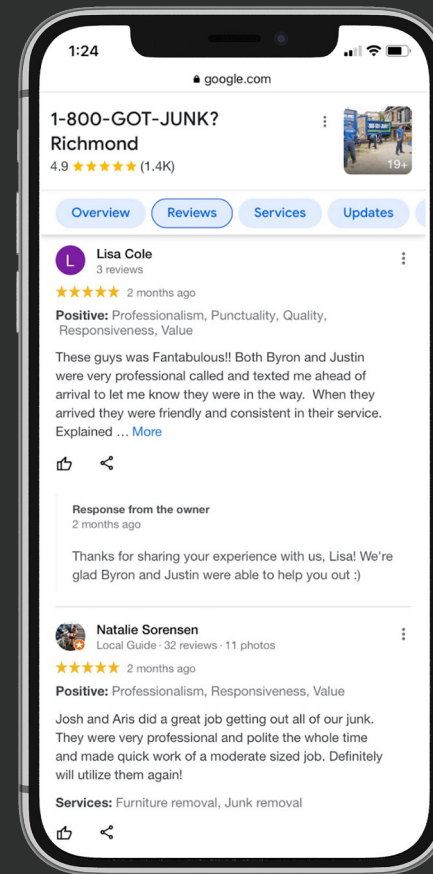 1:24
google.com
1-800-GOT-JUNK?
Richmond
4.9 ★★★★★ (1.4K)
19+
Overview Reviews Services Updates
L
Lisa Cole
3 reviews
★★★★★ 2 months ago
Positive: Professionalism, Punctuality, Quality,
Responsiveness, Value
These guys was Fantabulous!! Both Byron and Justin
were very professional called and texted me ahead of
arrival to let me know they were in the way. When they
arrived they were friendly and consistent in their service.
Explained … More
Response from the owner
2 months ago
Thanks for sharing your experience with us, Lisa! We're
glad Byron and Justin were able to help you out :)
Natalie Sorensen
Local Guide · 32 reviews · 11 photos
★★★★★ 2 months ago
Positive: Professionalism, Responsiveness, Value
Josh and Aris did a great job getting out all of our junk.
They were very professional and polite the whole time
and made quick work of a moderate sized job. Definitely
will utilize them again!
Services: Furniture removal, Junk removal